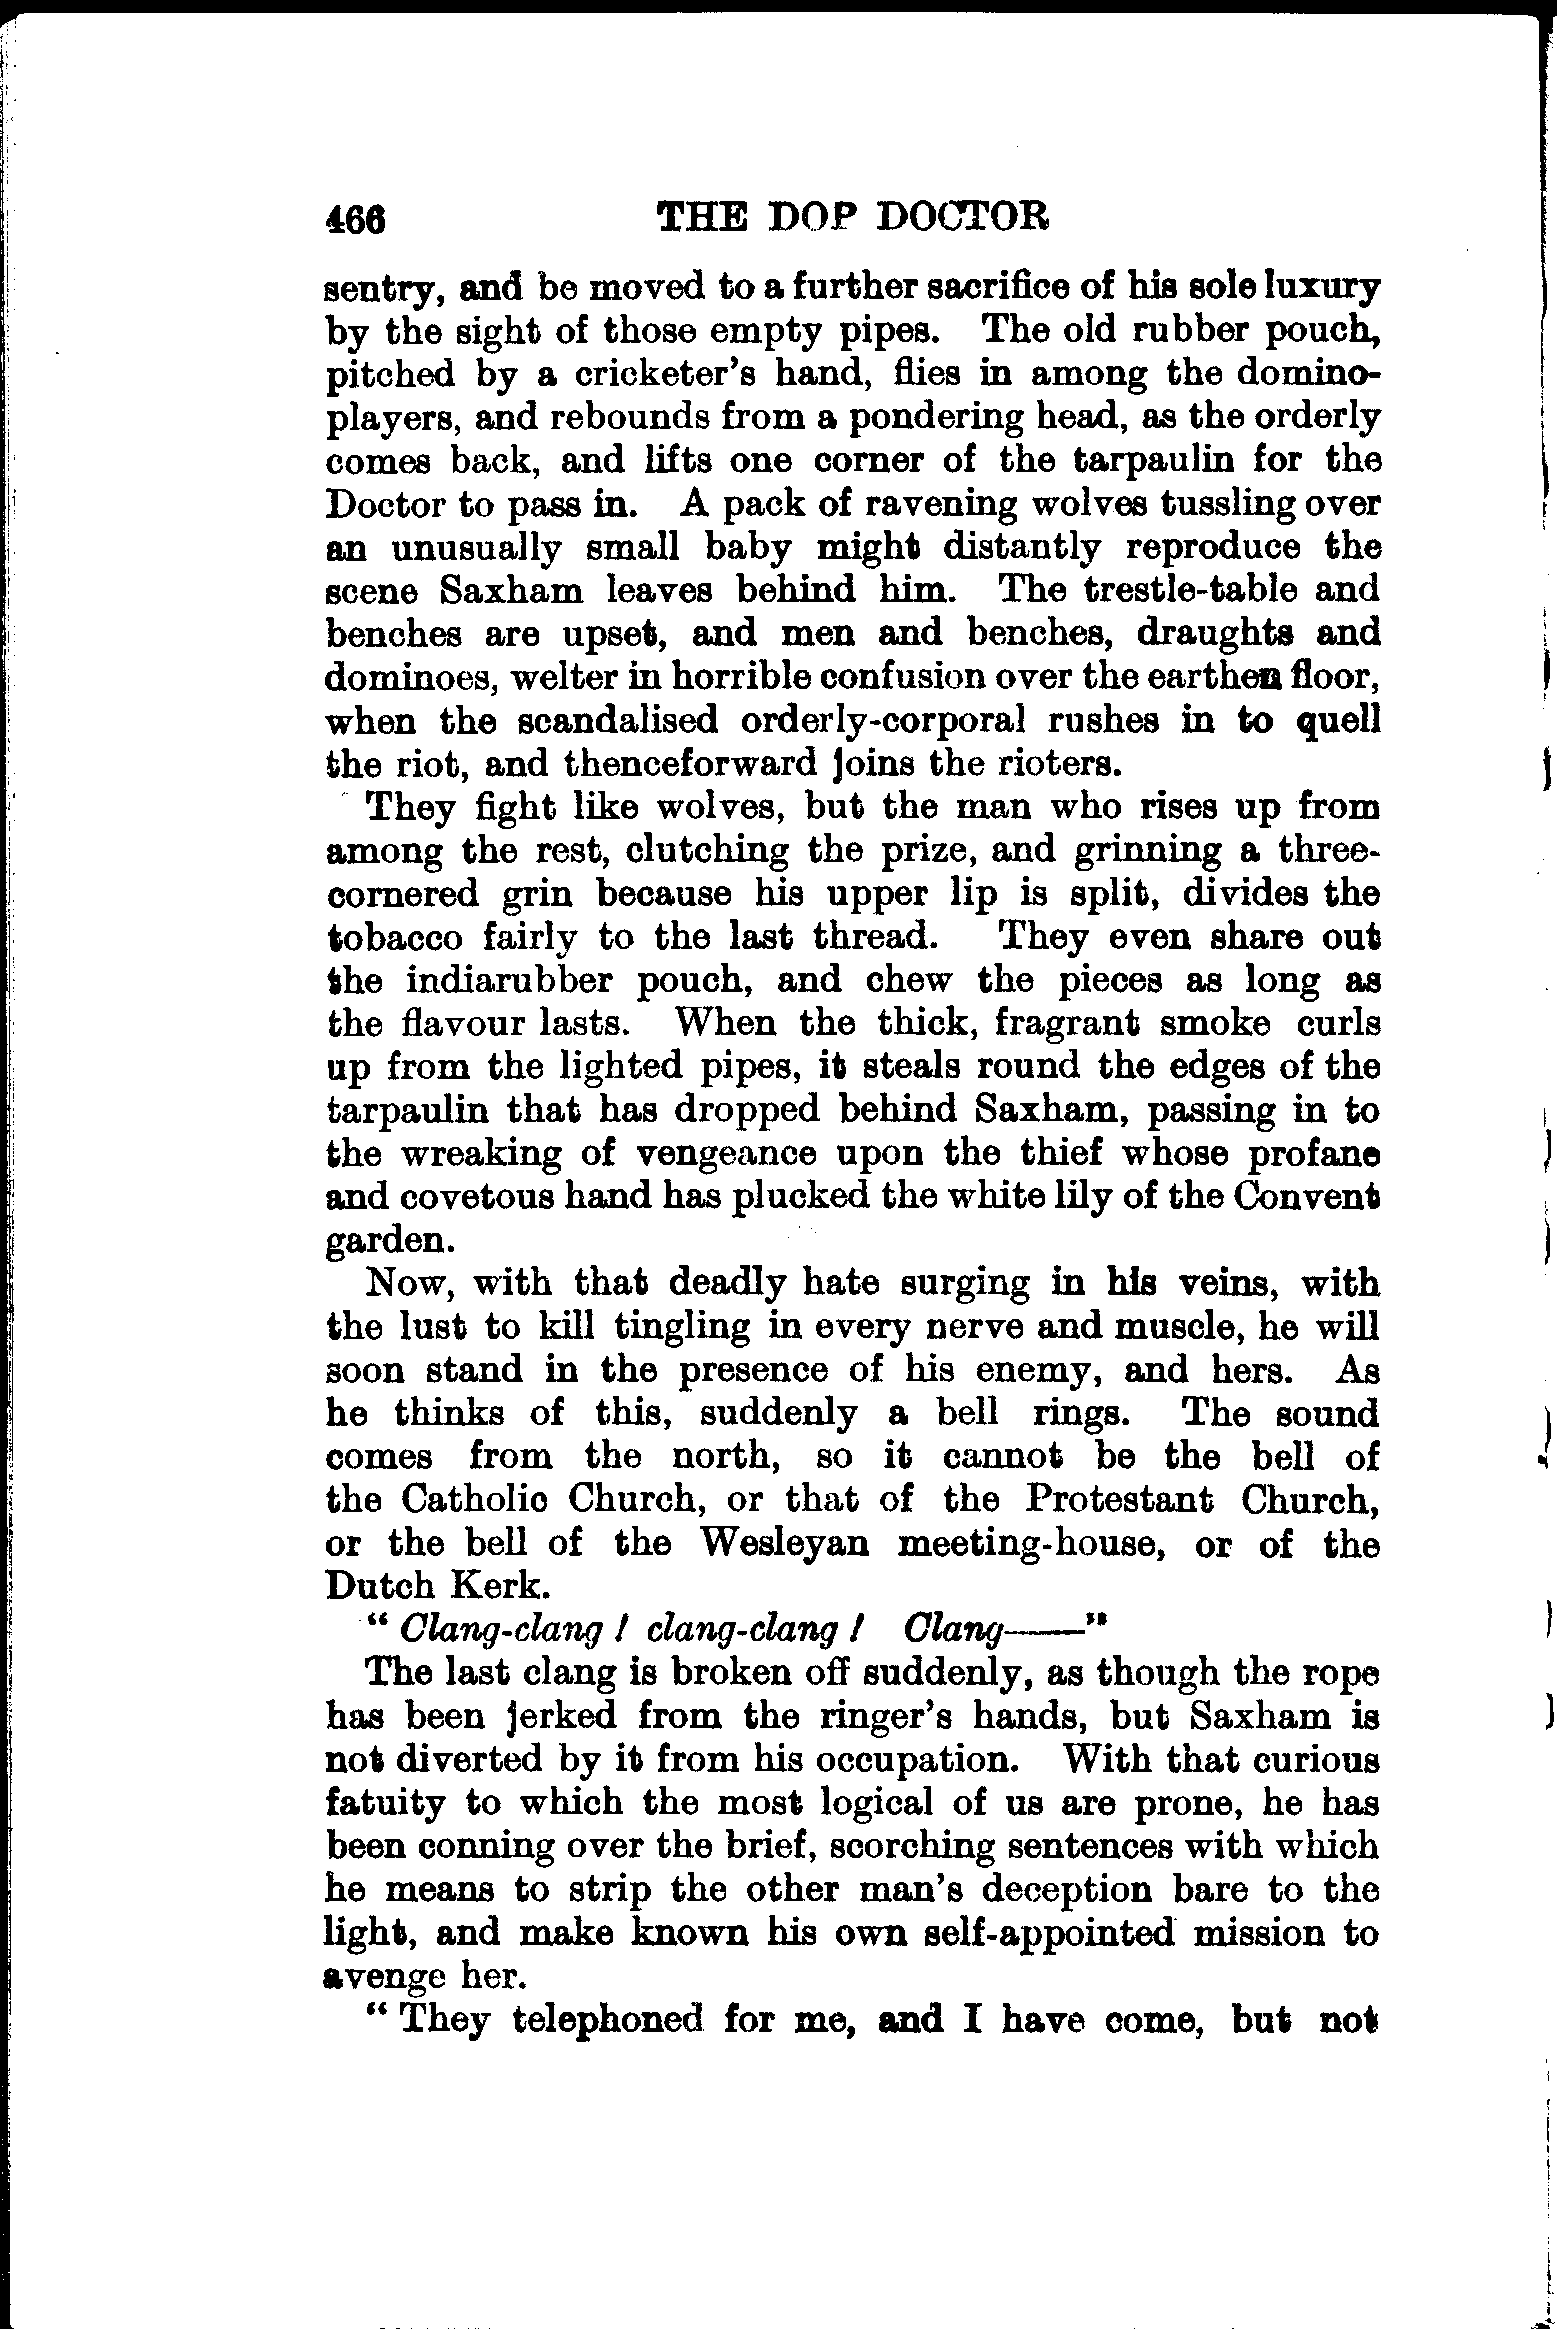 466 THE DOP DOCTOR
sentry, and be moved to a further sacrifice of his sole luxury
by the sight of those empty pipes. The old rubber pouch,
pitched by a cricketer's hand, flies in among the domino-
players, and rebounds from a pondering head, as the orderly
comes back, and lifts one corner of the tarpaulin for the
Doctor to pass in. A pack of ravening wolves tussling over
an unusually small baby might distantly reproduce the
scene Saxham leaves behind him. The trestle-table and
benches are upset, and men and benches, draughts and
dominoes, welter in horrible confusion over the earthen floor,
when the scandalised orderly-corporal rushes in to quell
the riot, and thenceforward joins the rioters.
They fight like wolves, but the man who rises up from
among the rest, clutching the prize, and grinning a three-
cornered grin because his upper lip is split, divides the
tobacco fairly to the last thread. They even share out
the indiarubber pouch, and chew the pieces as long as
the flavour lasts. When the thick, fragrant smoke curls
up from the lighted pipes, it steals round the edges of the
tarpaulin that has dropped behind Saxham, passing in to
the wreaking of vengeance upon the thief whose profane
and covetous hand has plucked the white lily of the Convent
garden.
Now, with that deadly hate surging in his veins, with
the lust to kill tingling in every nerve and muscle, he will
soon stand in the presence of his enemy, and hers. As
he thinks of this, suddenly a bell rings. The sound
comes from the north, so it cannot be the bell of
the Catholic Church, or that of the Protestant Church,
or the bell of the Wesleyan meeting-house, or of the
Dutch Kerk.
"Clang-clang! clang-clang! Clang——"
The last clang is broken off suddenly, as though the rope
has been jerked from the ringer's hands, but Saxham is
not diverted by it from his occupation. With that curious
fatuity to which the most logical of us are prone, he has
been conning over the brief, scorching sentences with which
he means to strip the other man's deception bare to the
light, and make known his own self-appointed mission to
avenge her.
"They telephoned for me, and I have come, but not